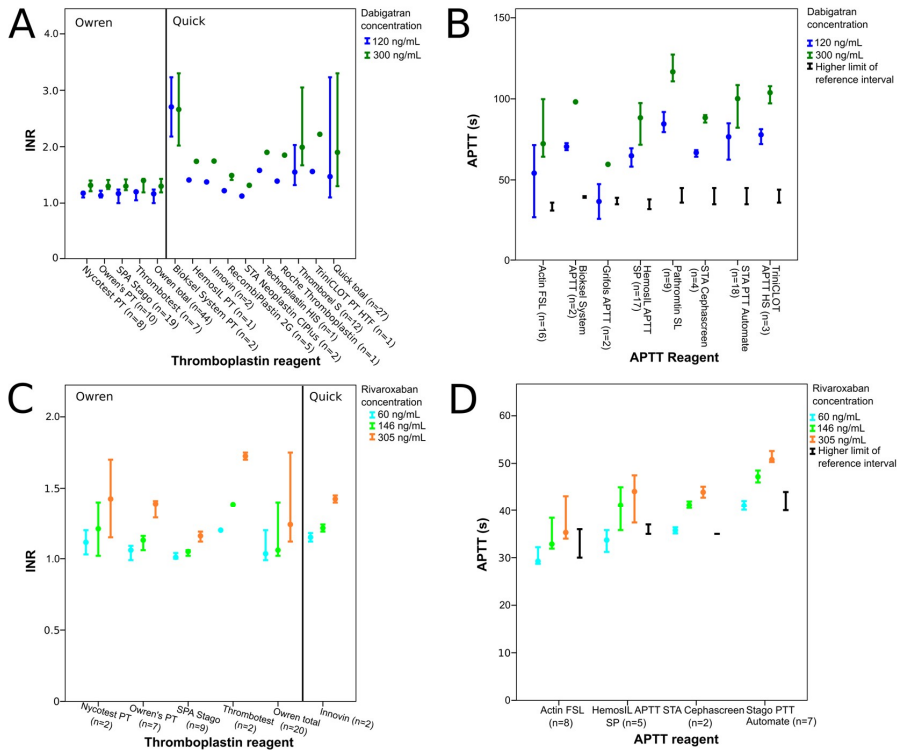 A
Owren
Quick
Dabigatran
concentration
120 ng/mL
300 ng/mL
INR
4.0
3.0
2.0
1.0
0
Nycotest PT (n=8)
Owren's PT (n=10)
SPA Stago (n=19)
Thrombotest (n=7)
Owren total (n=44)
Bioksel System PT (n=2)
HemosIL PT (n=1)
Innovin (n=2)
RecombiPlastin 2G (n=5)
STA Neoplastin CiPlus (n=2)
Technoplastin HIS (n=1)
Roche Thromboplastin (n=1)
Thromborel S (n=12)
TriniCLOT PT HTF (n=1)
Quick total (n=27)
Thromboplastin reagent
B
Dabigatran
concentration
120 ng/mL
300 ng/mL
Higher limit of
reference interval
APTT (s)
150
100
50
0
Actin FSL (n=16)
Bioksel System
APTT (n=2)
Grifols APTT (n=2)
HemosIL APTT
SP (n=17)
Pathromtin SL
(n=9)
STA Cephascreen
(n=4)
STA PTT Automate
(n=18)
TriniCLOT
APTT HS (n=3)
APTT Reagent
C
Owren
Quick
Rivaroxaban
concentration
60 ng/mL
146 ng/mL
305 ng/mL
INR
2.0
1.5
1.0
0.5
0
Nycotest PT
(n=2)
Owren's PT
(n=7)
SPA Stago
(n=9)
Thrombotest
(n=2)
Owren total
(n=20)
Innovin (n=2)
Thromboplastin reagent
D
Rivaroxaban
concentration
60 ng/mL
146 ng/mL
305 ng/mL
Higher limit of
reference interval
APTT (s)
60
50
40
30
20
10
0
Actin FSL
(n=8)
HemosIL APTT
SP (n=5)
STA Cephascreen
(n=2)
Stago PTT
Automate (n=7)
APTT reagent